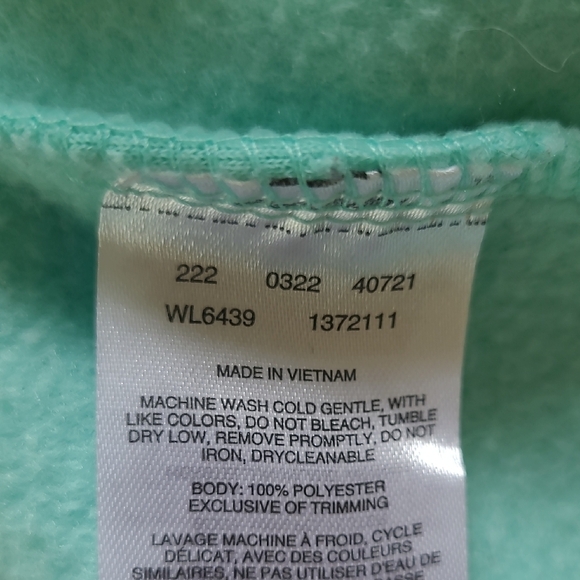 222 0322 40721
WL6439 1372111
MADE IN VIETNAM
MACHINE WASH COLD GENTLE, WITH
LIKE COLORS, DO NOT BLEACH, TUMBLE
DRY LOW, REMOVE PROMPTLY, DO NOT
IRON, DRYCLEANABLE
BODY: 100% POLYESTER
EXCLUSIVE OF TRIMMING
LAVAGE MACHINE À FROID, CYCLE
DÉLICAT, AVEC DES COULEURS
SIMILAIRES, NE PAS UTILISER D'EAU DE